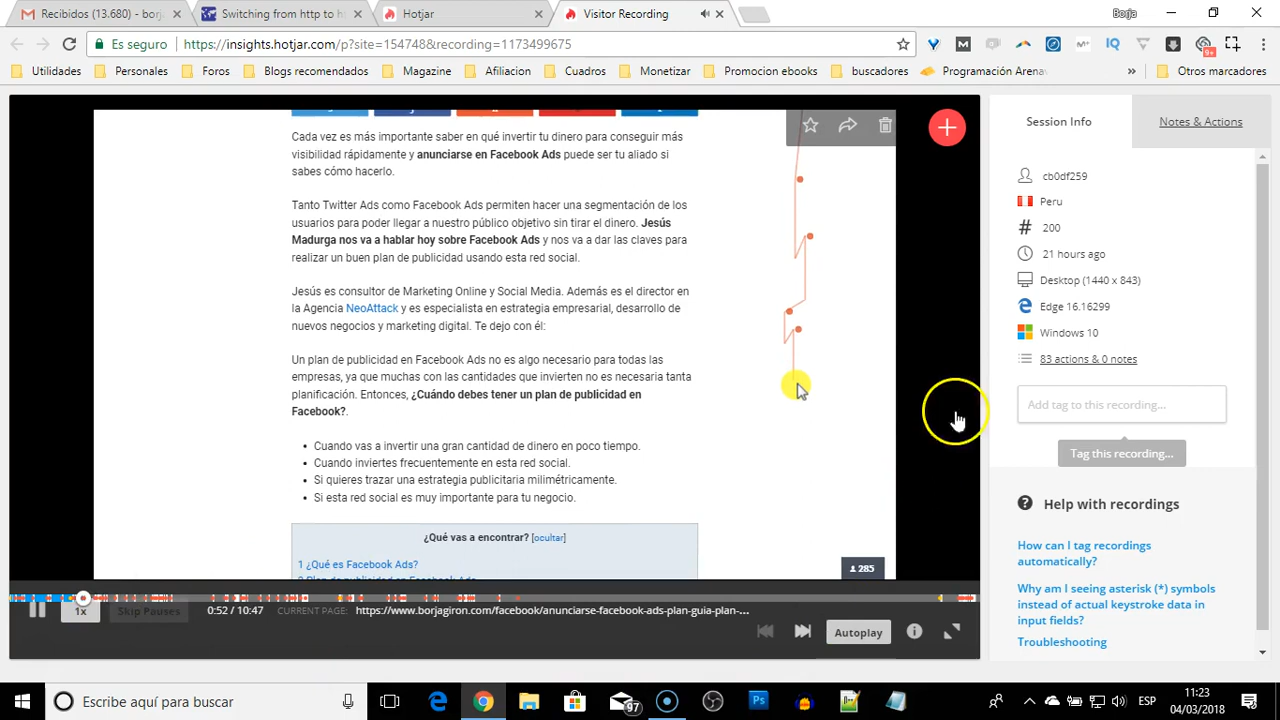 Recibidos (13.680) - borja
Switching from http to h
Hotjar
Visitor Recording
Borja
Es seguro
https://insights.hotjar.com/p?site=154748&recording=1173499675
Utilidades
Personales
Foros
Blogs recomendados
Magazine
Afiliacion
Cuadros
Monetizar
Promocion ebooks
buscadores
Programación Arena
»
Otros marcadores
Cada vez es más importante saber en qué invertir tu dinero para conseguir más
visibilidad rápidamente y anunciarse en Facebook Ads puede ser tu aliado si
sabes cómo hacerlo.
Tanto Twitter Ads como Facebook Ads permiten hacer una segmentación de los
usuarios para poder llegar a nuestro público objetivo sin tirar el dinero. Jesús
Madurga nos va a hablar hoy sobre Facebook Ads y nos va a dar las claves para
realizar un buen plan de publicidad usando esta red social.
Jesús es consultor de Marketing Online y Social Media. Además es el director en
la Agencia NeoAttack y es especialista en estrategia empresarial, desarrollo de
nuevos negocios y marketing digital. Te dejo con él:
Un plan de publicidad en Facebook Ads no es algo necesario para todas las
empresas, ya que muchas con las cantidades que invierten no es necesaria tanta
planificación. Entonces, ¿Cuándo debes tener un plan de publicidad en
Facebook?.
• Cuando vas a invertir una gran cantidad de dinero en poco tiempo.
• Cuando inviertes frecuentemente en esta red social.
• Si quieres trazar una estrategia publicitaria milimétricamente.
• Si esta red social es muy importante para tu negocio.
¿Qué vas a encontrar? [ocultar]
1 ¿Qué es Facebook Ads?
2 Plan de publicidad en Facebook Ads
285
1x
Skip Pauses
0:52 / 10:47
CURRENT PAGE:
https://www.borjagiron.com/facebook/anunciarse-facebook-ads-plan-guia-plan-...
Autoplay
Session Info
Notes & Actions
cb0df259
Peru
# 200
21 hours ago
Desktop (1440 x 843)
Edge 16.16299
Windows 10
83 actions & 0 notes
Add tag to this recording...
Tag this recording...
Help with recordings
How can I tag recordings
automatically?
Why am I seeing asterisk (*) symbols
instead of actual keystroke data in
input fields?
Troubleshooting
Escribe aquí para buscar
97
ESP
11:23
04/03/2018